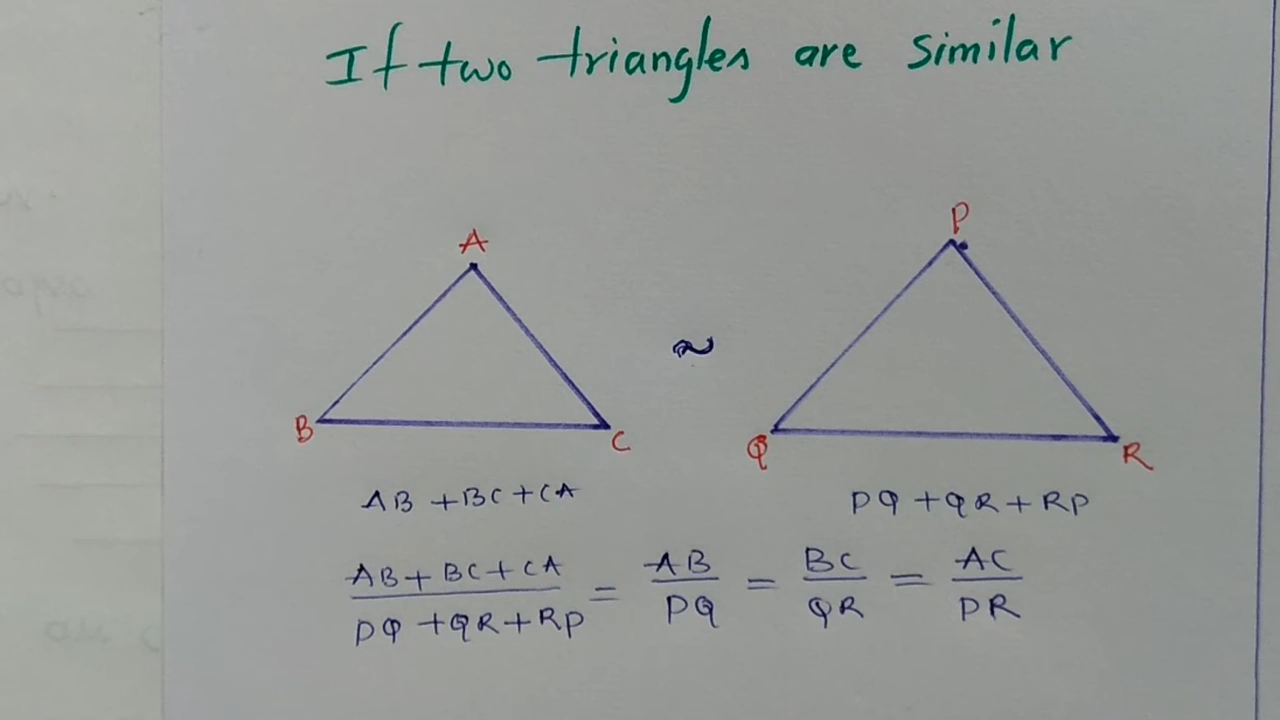 If two triangles are similar
A
P
~
B
C
Q
R
AB + BC + CA
PQ + QR + RP
AB + BC + CA / PQ + QR + RP = AB / PQ = BC / QR = AC / PR